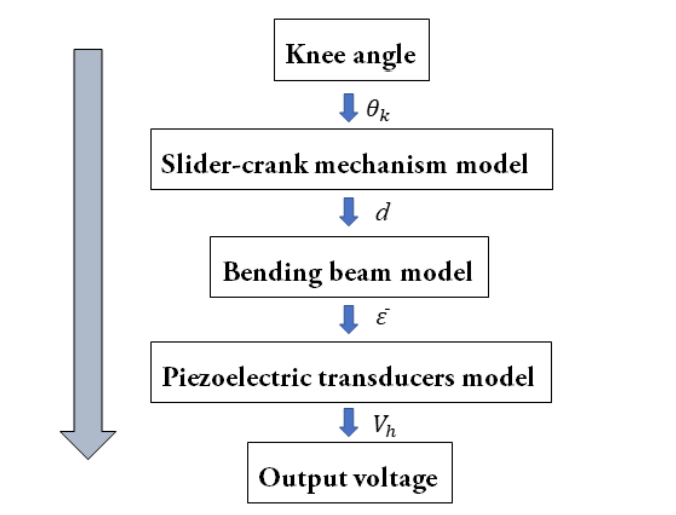 Knee angle
θₖ
Slider-crank mechanism model
d
Bending beam model
ε̄
Piezoelectric transducers model
Vₕ
Output voltage